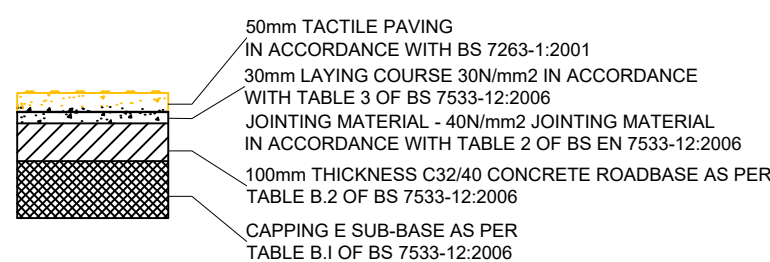 50mm TACTILE PAVING
IN ACCORDANCE WITH BS 7263-1:2001
30mm LAYING COURSE 30N/mm2 IN ACCORDANCE
WITH TABLE 3 OF BS 7533-12:2006
JOINTING MATERIAL - 40N/mm2 JOINTING MATERIAL
IN ACCORDANCE WITH TABLE 2 OF BS EN 7533-12:2006
100mm THICKNESS C32/40 CONCRETE ROADBASE AS PER
TABLE B.2 OF BS 7533-12:2006
CAPPING E SUB-BASE AS PER
TABLE B.I OF BS 7533-12:2006